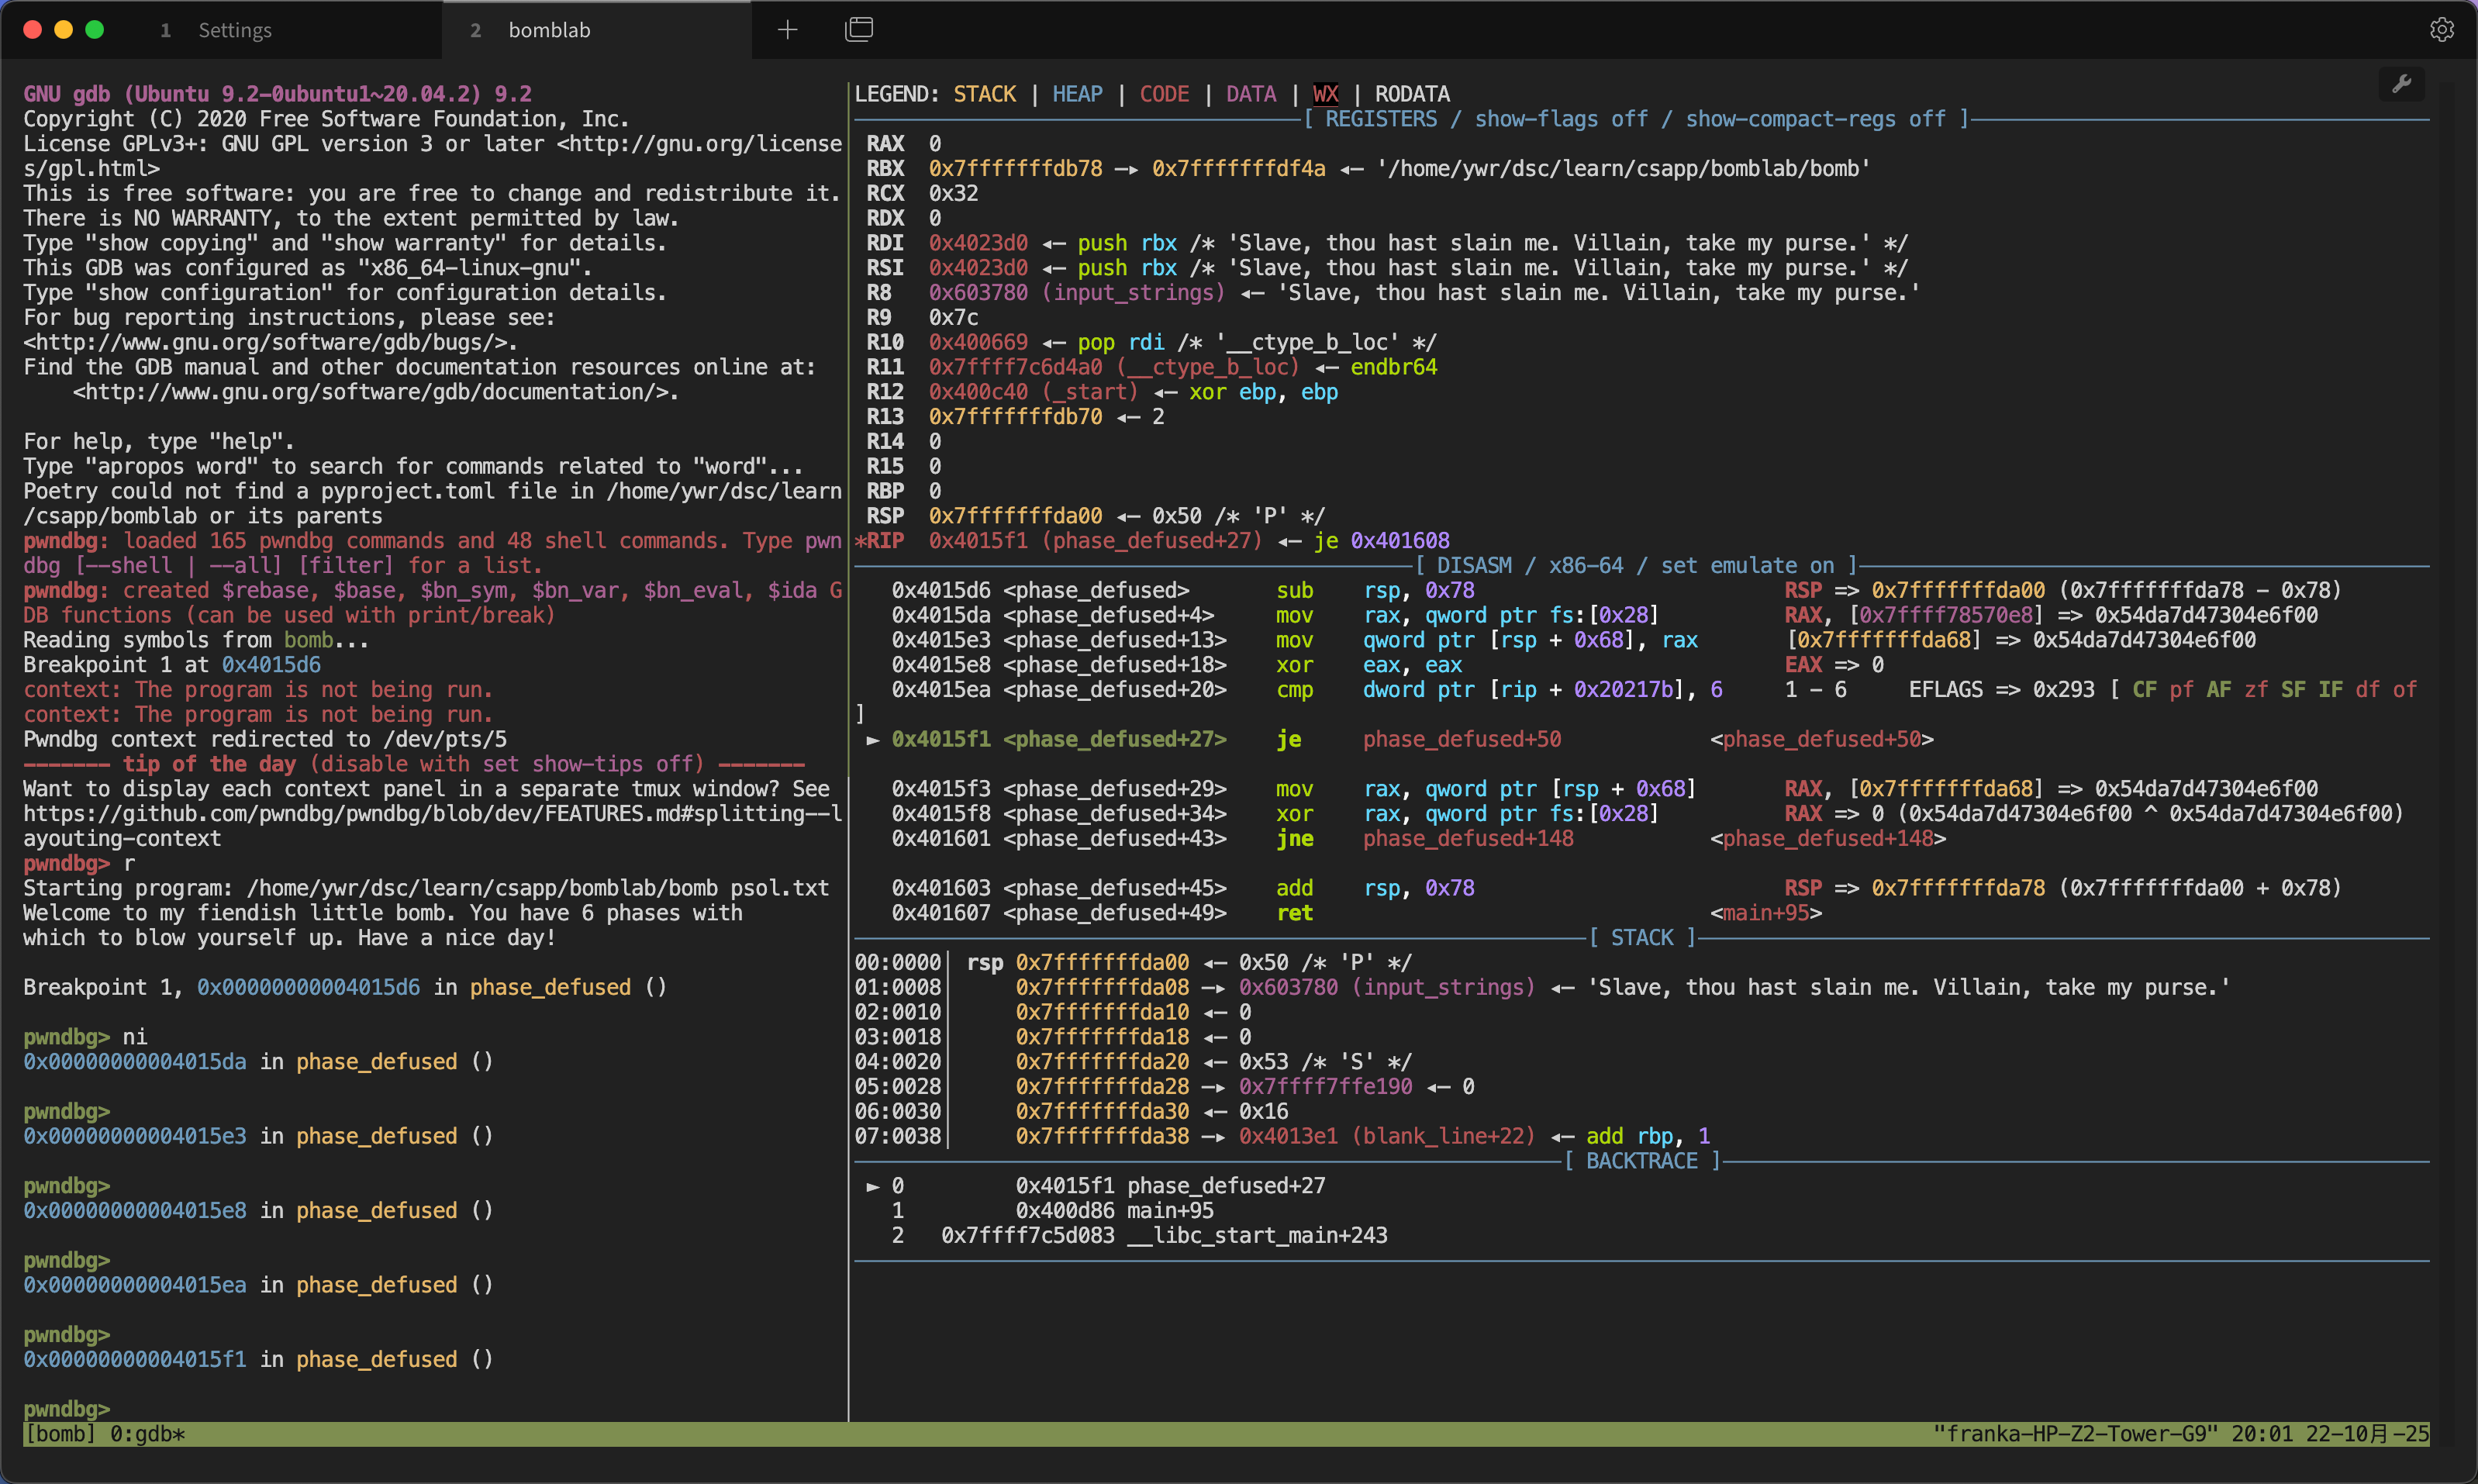 1 Settings
2 bomblab
GNU gdb (Ubuntu 9.2-0ubuntu1~20.04.2) 9.2
Copyright (C) 2020 Free Software Foundation, Inc.
License GPLv3+: GNU GPL version 3 or later <http://gnu.org/license
s/gpl.html>
This is free software: you are free to change and redistribute it.
There is NO WARRANTY, to the extent permitted by law.
Type "show copying" and "show warranty" for details.
This GDB was configured as "x86_64-linux-gnu".
Type "show configuration" for configuration details.
For bug reporting instructions, please see:
<http://www.gnu.org/software/gdb/bugs/>.
Find the GDB manual and other documentation resources online at:
<http://www.gnu.org/software/gdb/documentation/>.
For help, type "help".
Type "apropos word" to search for commands related to "word"...
Poetry could not find a pyproject.toml file in /home/ywr/dsc/learn
/csapp/bomblab or its parents
pwndbg: loaded 165 pwndbg commands and 48 shell commands. Type pwn
dbg [--shell | --all] [filter] for a list.
pwndbg: created $rebase, $base, $bn_sym, $bn_var, $bn_eval, $ida G
DB functions (can be used with print/break)
Reading symbols from bomb...
Breakpoint 1 at 0x4015d6
context: The program is not being run.
context: The program is not being run.
Pwndbg context redirected to /dev/pts/5
------- tip of the day (disable with set show-tips off) -------
Want to display each context panel in a separate tmux window? See
https://github.com/pwndbg/pwndbg/blob/dev/FEATURES.md#splitting--l
ayouting-context
pwndbg> r
Starting program: /home/ywr/dsc/learn/csapp/bomblab/bomb psol.txt
Welcome to my fiendish little bomb. You have 6 phases with
which to blow yourself up. Have a nice day!
Breakpoint 1, 0x00000000004015d6 in phase_defused ()
pwndbg> ni
0x00000000004015da in phase_defused ()
pwndbg>
0x00000000004015e3 in phase_defused ()
pwndbg>
0x00000000004015e8 in phase_defused ()
pwndbg>
0x00000000004015ea in phase_defused ()
pwndbg>
0x00000000004015f1 in phase_defused ()
pwndbg>
LEGEND: STACK | HEAP | CODE | DATA | WX | RODATA
[ REGISTERS / show-flags off / show-compact-regs off ]
RAX 0
RBX 0x7fffffffdb78 —▸ 0x7fffffffdf4a ◂— '/home/ywr/dsc/learn/csapp/bomblab/bomb'
RCX 0x32
RDX 0
RDI 0x4023d0 ◂— push rbx /* 'Slave, thou hast slain me. Villain, take my purse.' */
RSI 0x4023d0 ◂— push rbx /* 'Slave, thou hast slain me. Villain, take my purse.' */
R8 0x603780 (input_strings) ◂— 'Slave, thou hast slain me. Villain, take my purse.'
R9 0x7c
R10 0x400669 ◂— pop rdi /* '__ctype_b_loc' */
R11 0x7ffff7c6d4a0 (__ctype_b_loc) ◂— endbr64
R12 0x400c40 (_start) ◂— xor ebp, ebp
R13 0x7fffffffdb70 ◂— 2
R14 0
R15 0
RBP 0
RSP 0x7fffffffda00 ◂— 0x50 /* 'P' */
*RIP 0x4015f1 (phase_defused+27) ◂— je 0x401608
[ DISASM / x86-64 / set emulate on ]
0x4015d6 <phase_defused> sub rsp, 0x78 RSP => 0x7fffffffda00 (0x7fffffffda78 - 0x78)
0x4015da <phase_defused+4> mov rax, qword ptr fs:[0x28] RAX, [0x7ffff78570e8] => 0x54da7d47304e6f00
0x4015e3 <phase_defused+13> mov qword ptr [rsp + 0x68], rax [0x7fffffffda68] => 0x54da7d47304e6f00
0x4015e8 <phase_defused+18> xor eax, eax EAX => 0
0x4015ea <phase_defused+20> cmp dword ptr [rip + 0x20217b], 6 1 - 6 EFLAGS => 0x293 [ CF pf AF zf SF IF df of
]
► 0x4015f1 <phase_defused+27> je phase_defused+50 <phase_defused+50>
0x4015f3 <phase_defused+29> mov rax, qword ptr [rsp + 0x68] RAX, [0x7fffffffda68] => 0x54da7d47304e6f00
0x4015f8 <phase_defused+34> xor rax, qword ptr fs:[0x28] RAX => 0 (0x54da7d47304e6f00 ^ 0x54da7d47304e6f00)
0x401601 <phase_defused+43> jne phase_defused+148 <phase_defused+148>
0x401603 <phase_defused+45> add rsp, 0x78 RSP => 0x7fffffffda78 (0x7fffffffda00 + 0x78)
0x401607 <phase_defused+49> ret <main+95>
[ STACK ]
00:0000│ rsp 0x7fffffffda00 ◂— 0x50 /* 'P' */
01:0008│ 0x7fffffffda08 —▸ 0x603780 (input_strings) ◂— 'Slave, thou hast slain me. Villain, take my purse.'
02:0010│ 0x7fffffffda10 ◂— 0
03:0018│ 0x7fffffffda18 ◂— 0
04:0020│ 0x7fffffffda20 ◂— 0x53 /* 'S' */
05:0028│ 0x7fffffffda28 —▸ 0x7ffff7ffe190 ◂— 0
06:0030│ 0x7fffffffda30 ◂— 0x16
07:0038│ 0x7fffffffda38 —▸ 0x4013e1 (blank_line+22) ◂— add rbp, 1
[ BACKTRACE ]
► 0 0x4015f1 phase_defused+27
1 0x400d86 main+95
2 0x7ffff7c5d083 __libc_start_main+243
[bomb] 0:gdb* "franka-HP-Z2-Tower-G9" 20:01 22-10月-25